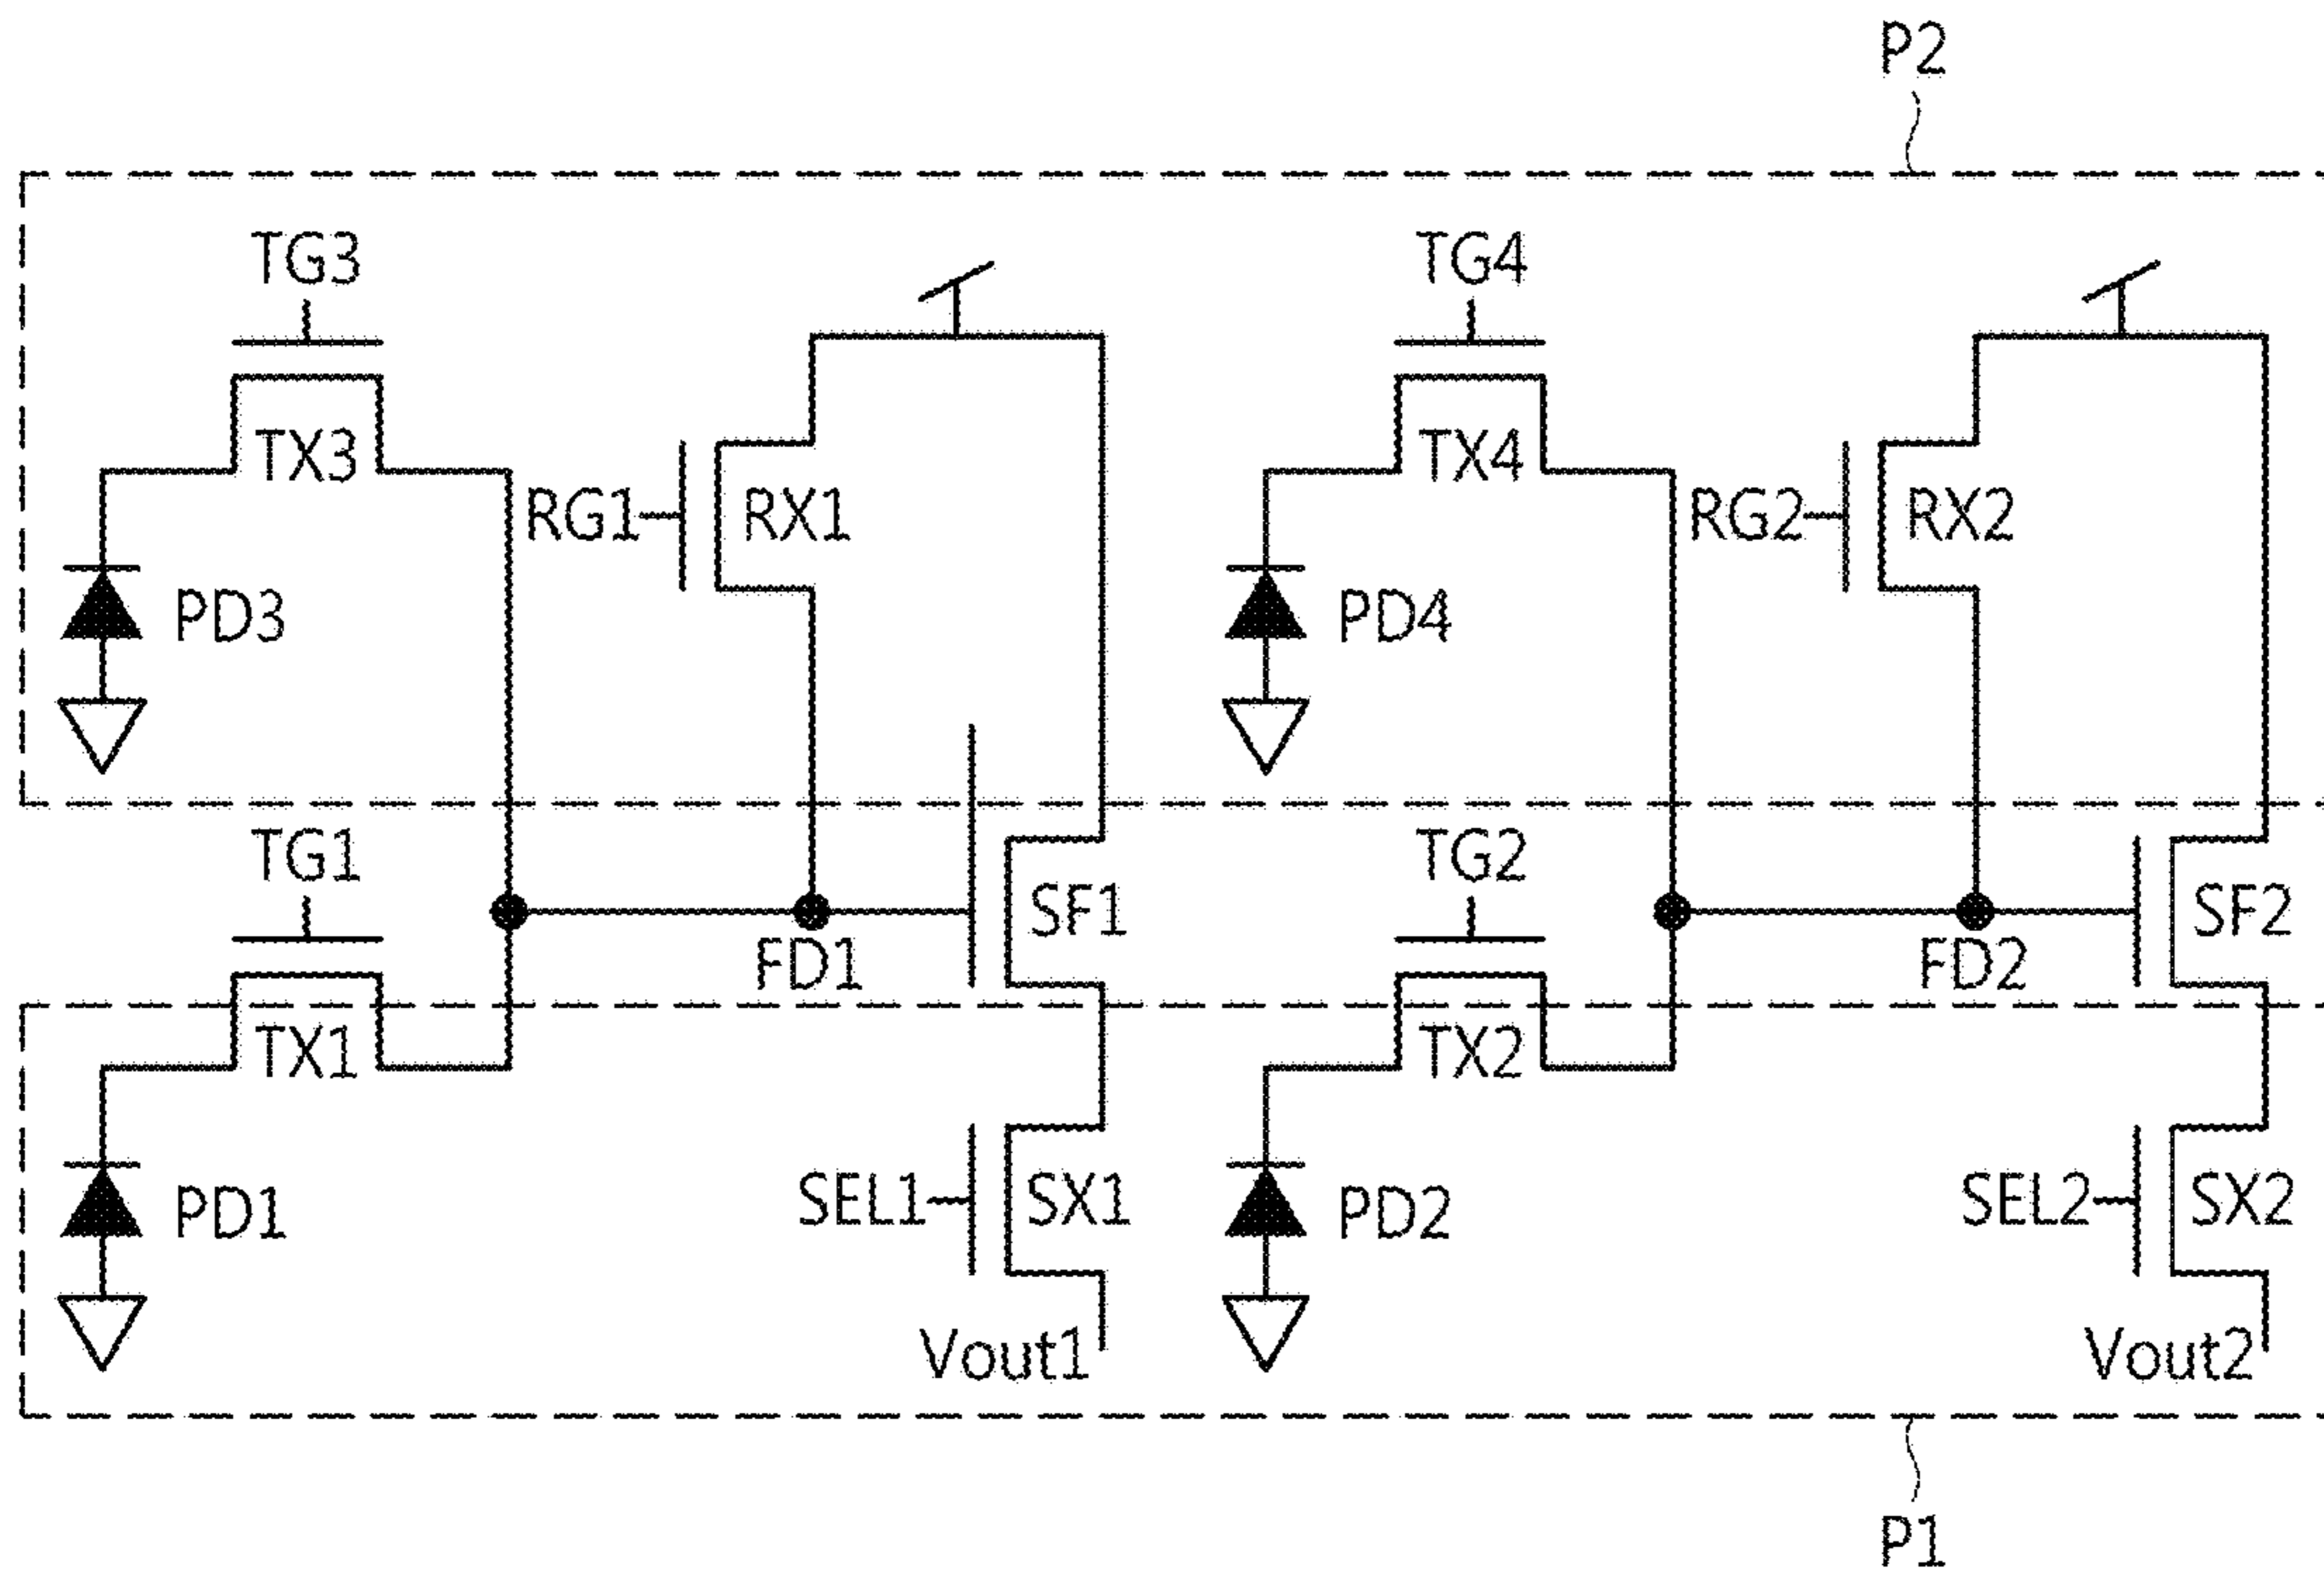 P2
TG3
TG4
TX3
TX4
RG1
RX1
RG2
RX2
PD3
PD4
TG1
TG2
SF1
SF2
FD1
FD2
TX1
TX2
PD1
SEL1
SX1
PD2
SEL2
SX2
Vout1
Vout2
P1